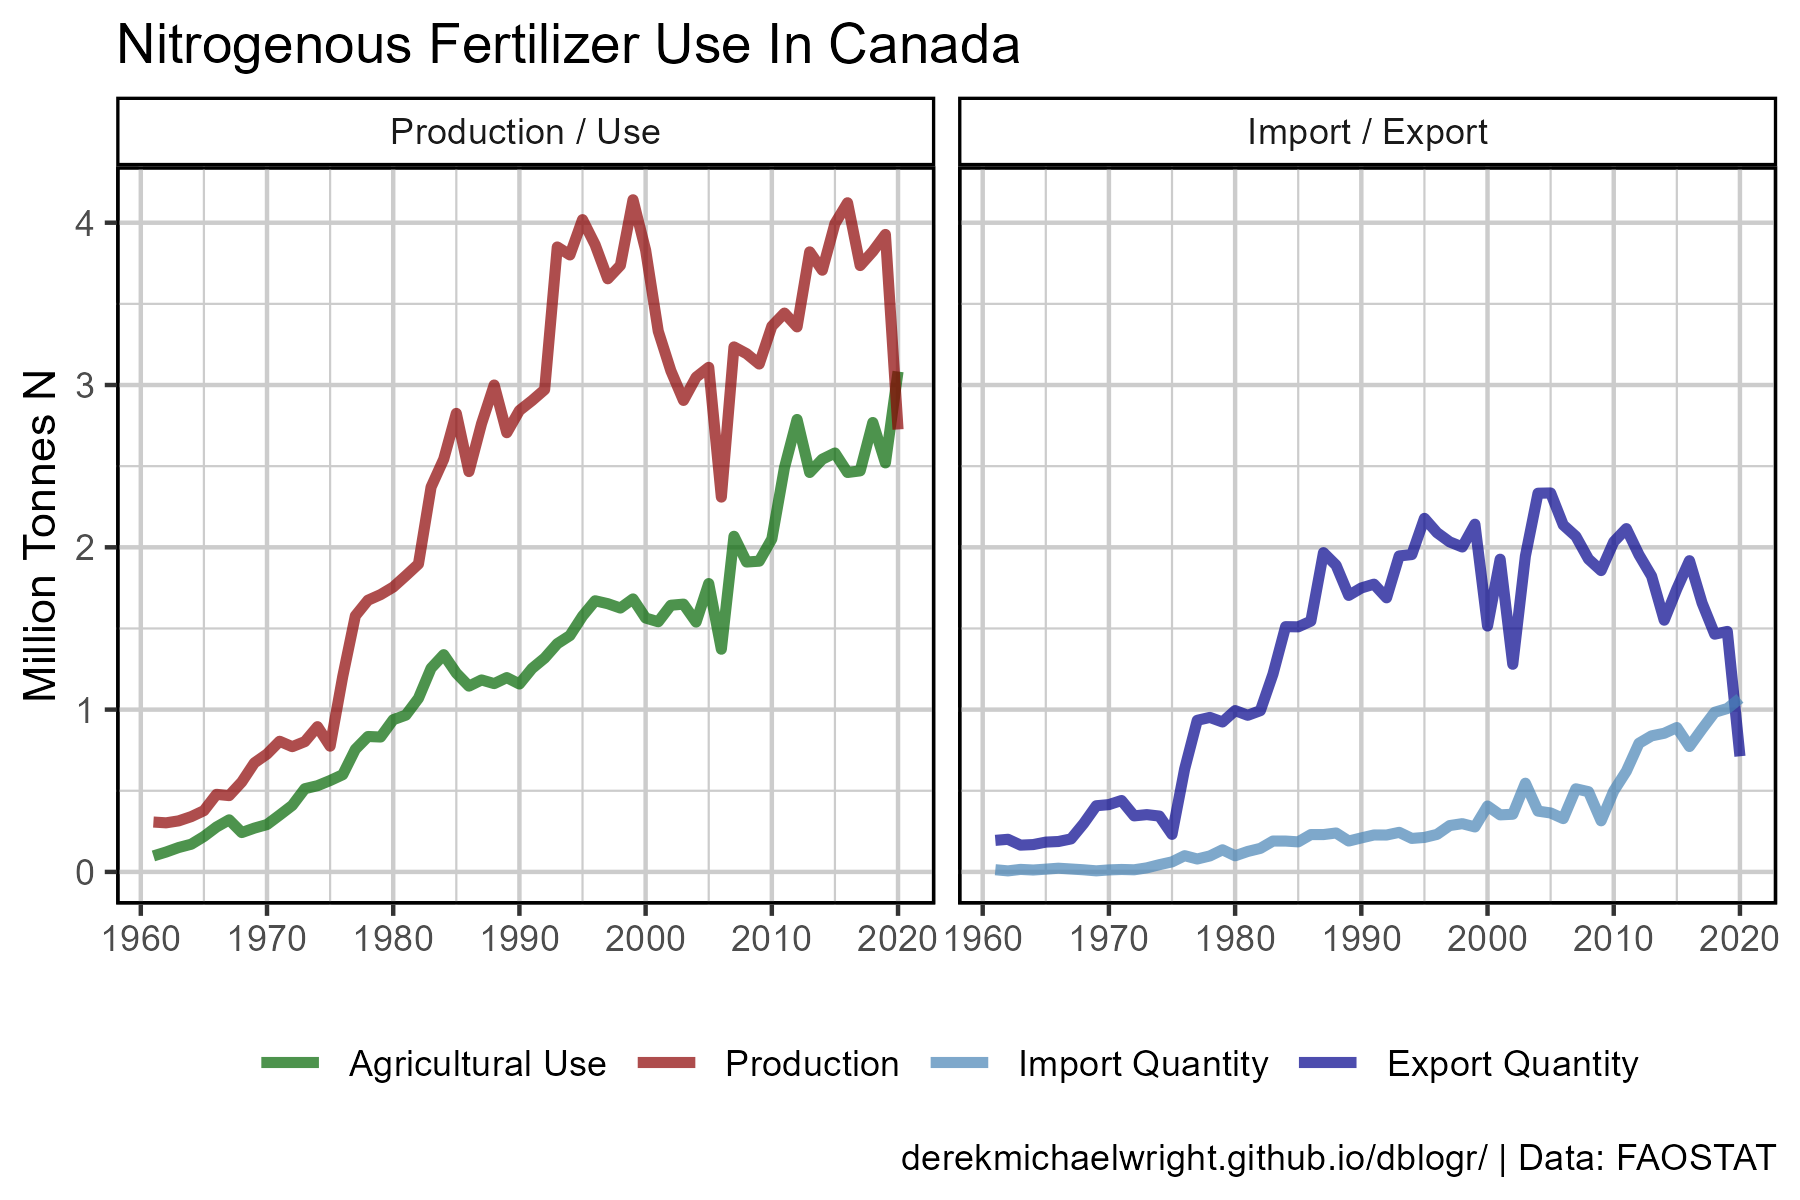 Nitrogenous Fertilizer Use In Canada
Production / Use
Import / Export
Million Tonnes N
4
3
2
1
0
1960 1970 1980 1990 2000 2010 2020
1960 1970 1980 1990 2000 2010 2020
Agricultural Use Production Import Quantity Export Quantity
derekmichaelwright.github.io/dblogr/ | Data: FAOSTAT